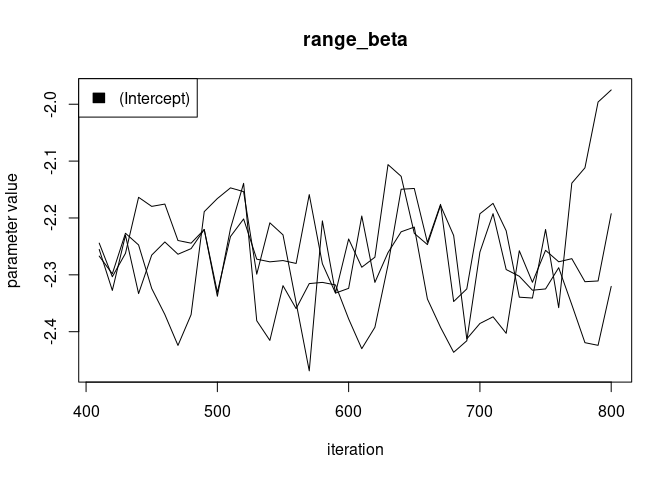 range_beta
(Intercept)
-2.0
-2.1
-2.2
-2.3
-2.4
parameter value
400 500 600 700 800
iteration